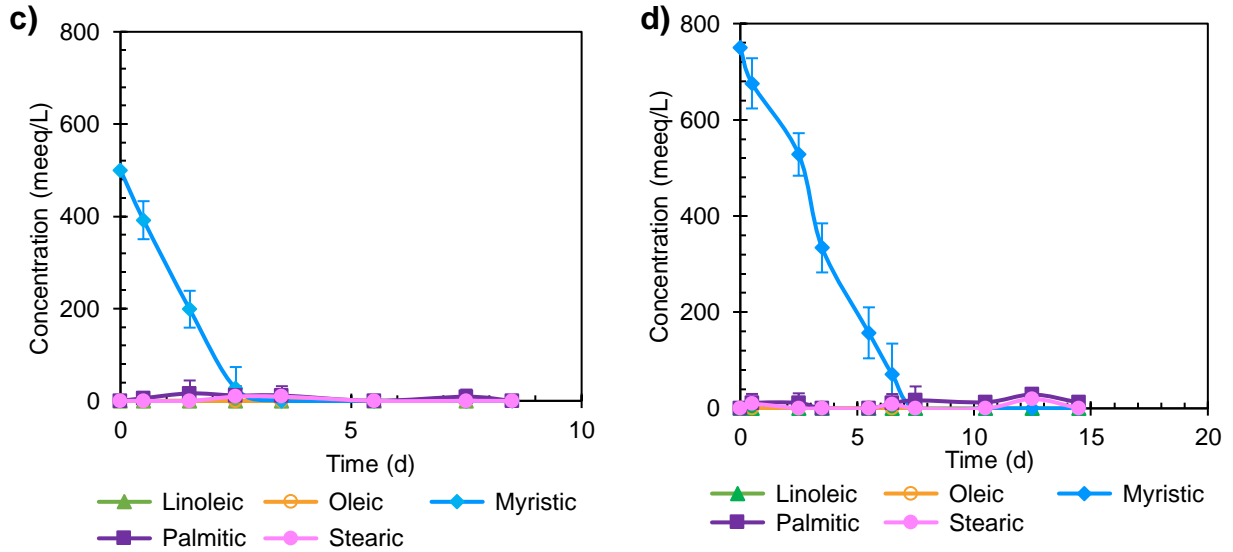 c)
800
600
400
200
0
Concentration (meeq/L)
0
5
10
Time (d)
Linoleic
Oleic
Myristic
Palmitic
Stearic
d)
800
600
400
200
0
Concentration (meeq/L)
0
5
10
15
20
Time (d)
Linoleic
Oleic
Myristic
Palmitic
Stearic